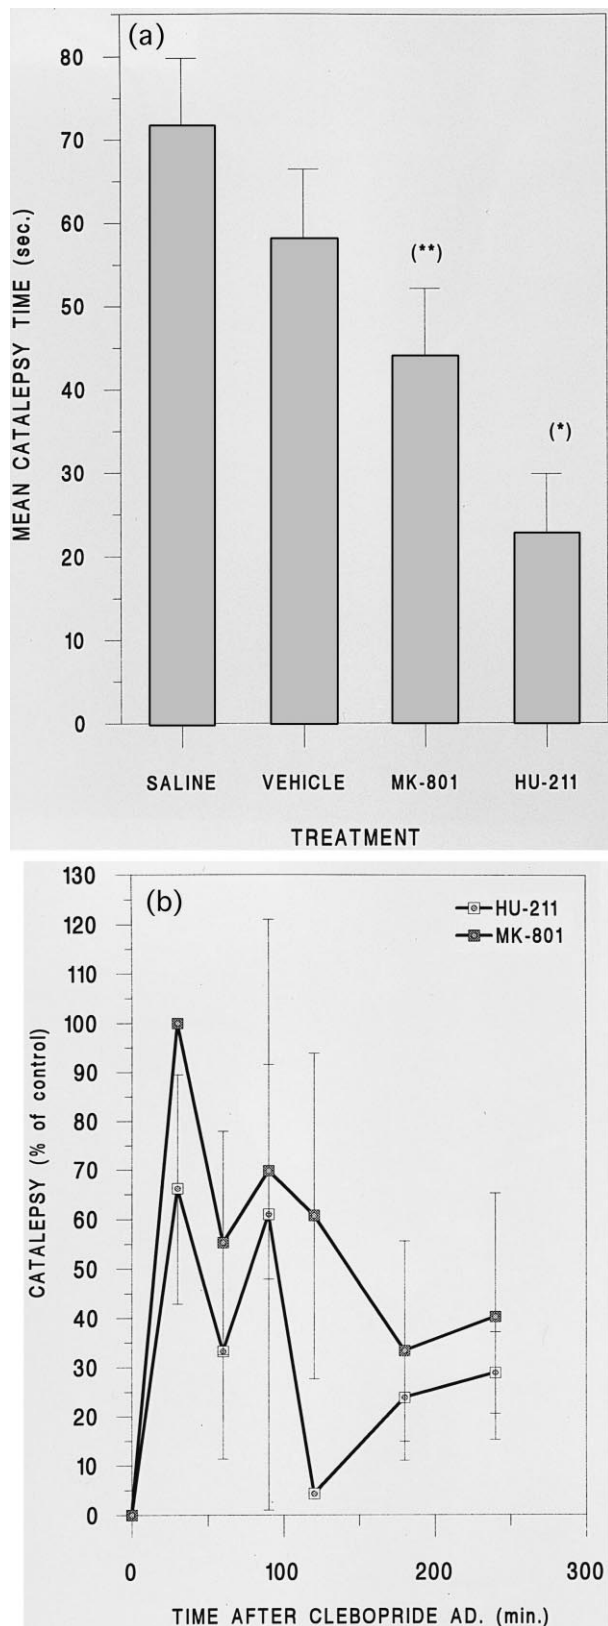 (a)
80
70
60
50
40
30
20
10
0
MEAN CATALEPSY TIME (sec.)
(**)
(*)
SALINE VEHICLE MK-801 HU-211
TREATMENT
(b)
130
120
110
100
90
80
70
60
50
40
30
20
10
0
CATALEPSY (% of control)
HU-211
MK-801
0 100 200 300
TIME AFTER CLEBOPRIDE AD. (min.)